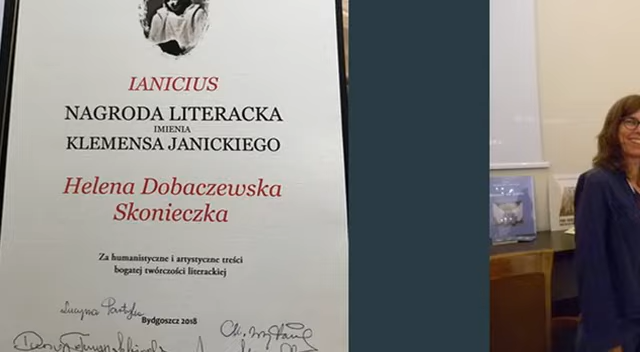 IANICIUS
NAGRODA LITERACKA
IMIENIA
KLEMENSA JANICKIEGO
Helena Dobaczewska
Skonieczka
Za humanistyczne i artystyczne treści
bogatej twórczości literackiej
Bydgoszcz 2018